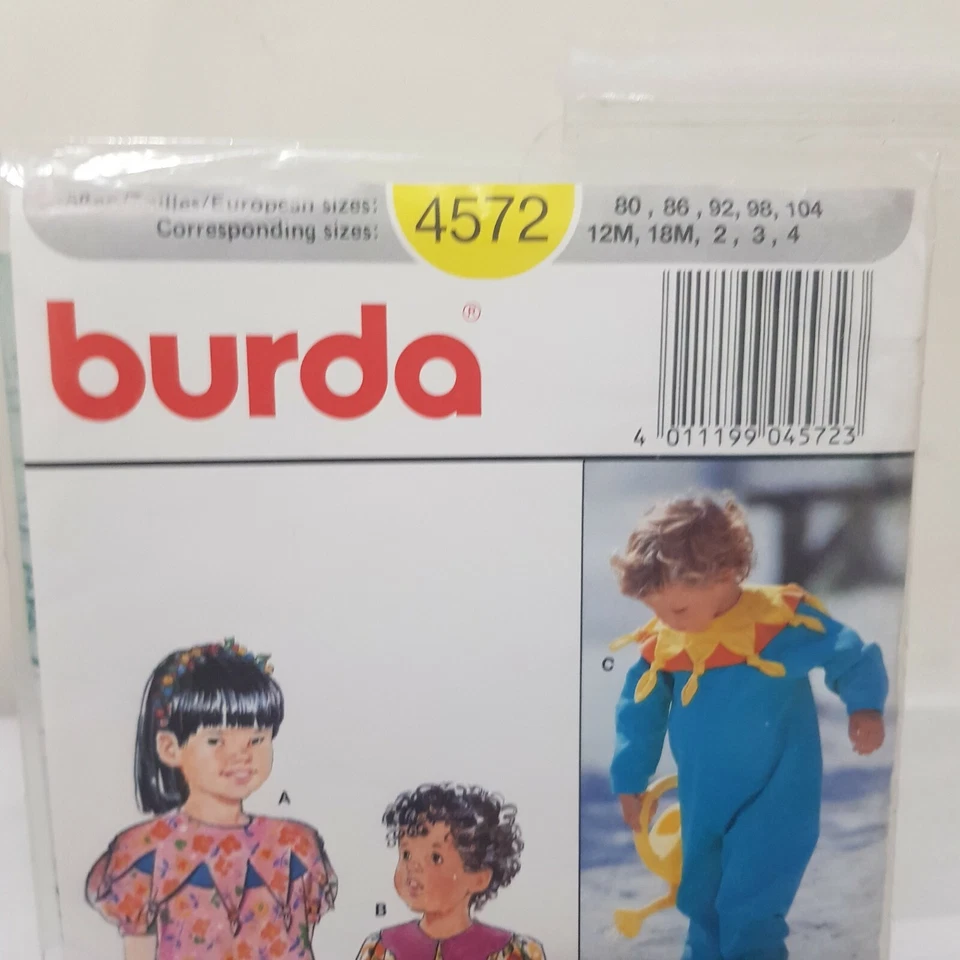 /European sizes:
Corresponding sizes:
4572
80, 86, 92, 98, 104
12M, 18M, 2, 3, 4
burda®
4 011199 045723
C
A
B